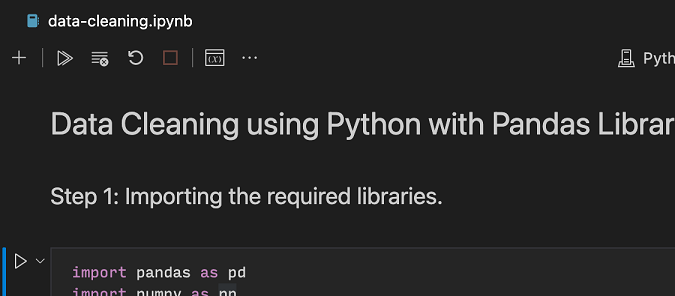 data-cleaning.ipynb
Pyth
Data Cleaning using Python with Pandas Librar
Step 1: Importing the required libraries.
import pandas as pd
import numpy as np